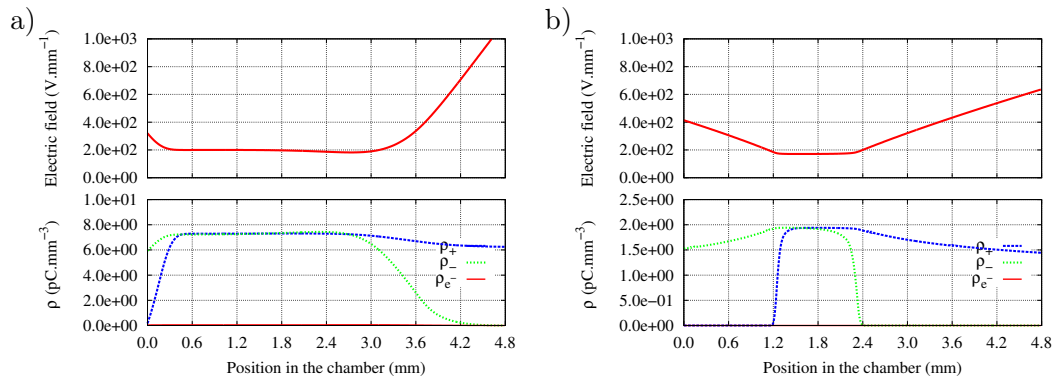 a)
Electric field (V.mm⁻¹)
1.0e+03
8.0e+02
6.0e+02
4.0e+02
2.0e+02
0.0e+00
ρ (pC.mm⁻³)
1.0e+01
8.0e+00
6.0e+00
4.0e+00
2.0e+00
0.0e+00
ρ₊
ρ₋
ρₑ⁻
0.0 0.6 1.2 1.8 2.4 3.0 3.6 4.2 4.8
Position in the chamber (mm)
b)
Electric field (V.mm⁻¹)
1.0e+03
8.0e+02
6.0e+02
4.0e+02
2.0e+02
0.0e+00
ρ (pC.mm⁻³)
2.5e+00
2.0e+00
1.5e+00
1.0e+00
5.0e-01
0.0e+00
ρ₊
ρ₋
ρₑ⁻
0.0 0.6 1.2 1.8 2.4 3.0 3.6 4.2 4.8
Position in the chamber (mm)